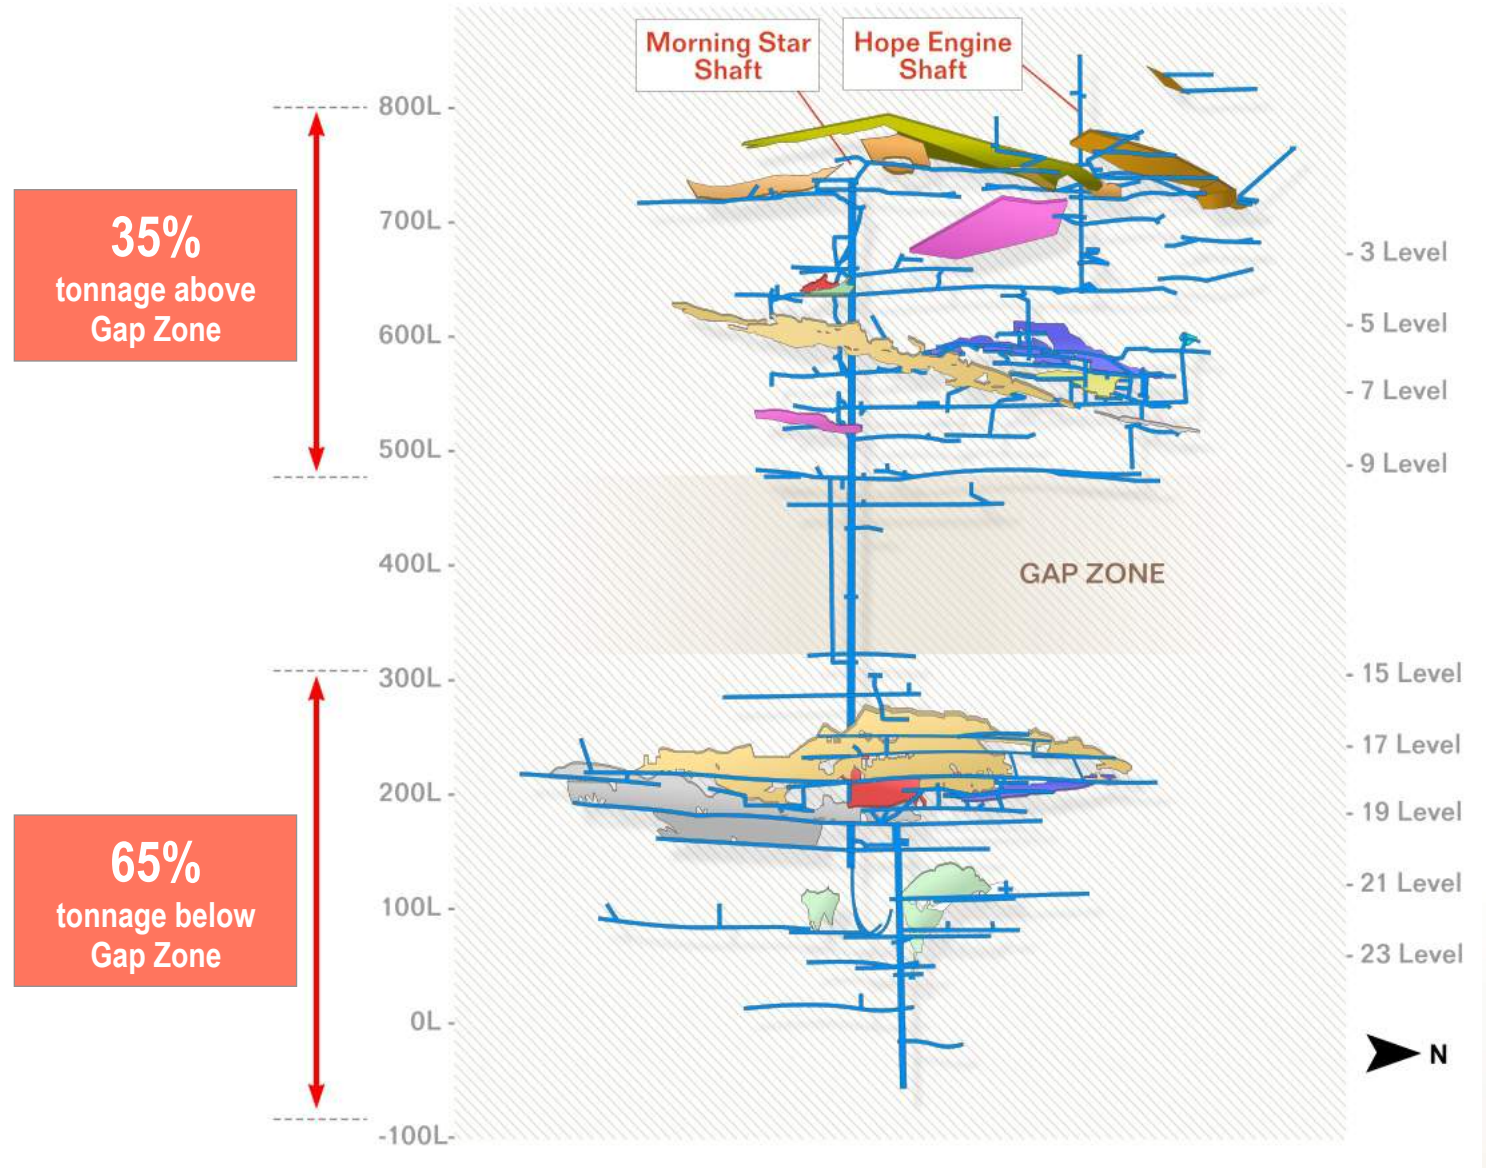 Morning Star
Shaft
Hope Engine
Shaft
800L
700L
600L
500L
400L
300L
200L
100L
0L
-100L
35%
tonnage above
Gap Zone
65%
tonnage below
Gap Zone
GAP ZONE
3 Level
5 Level
7 Level
9 Level
15 Level
17 Level
19 Level
21 Level
23 Level
N